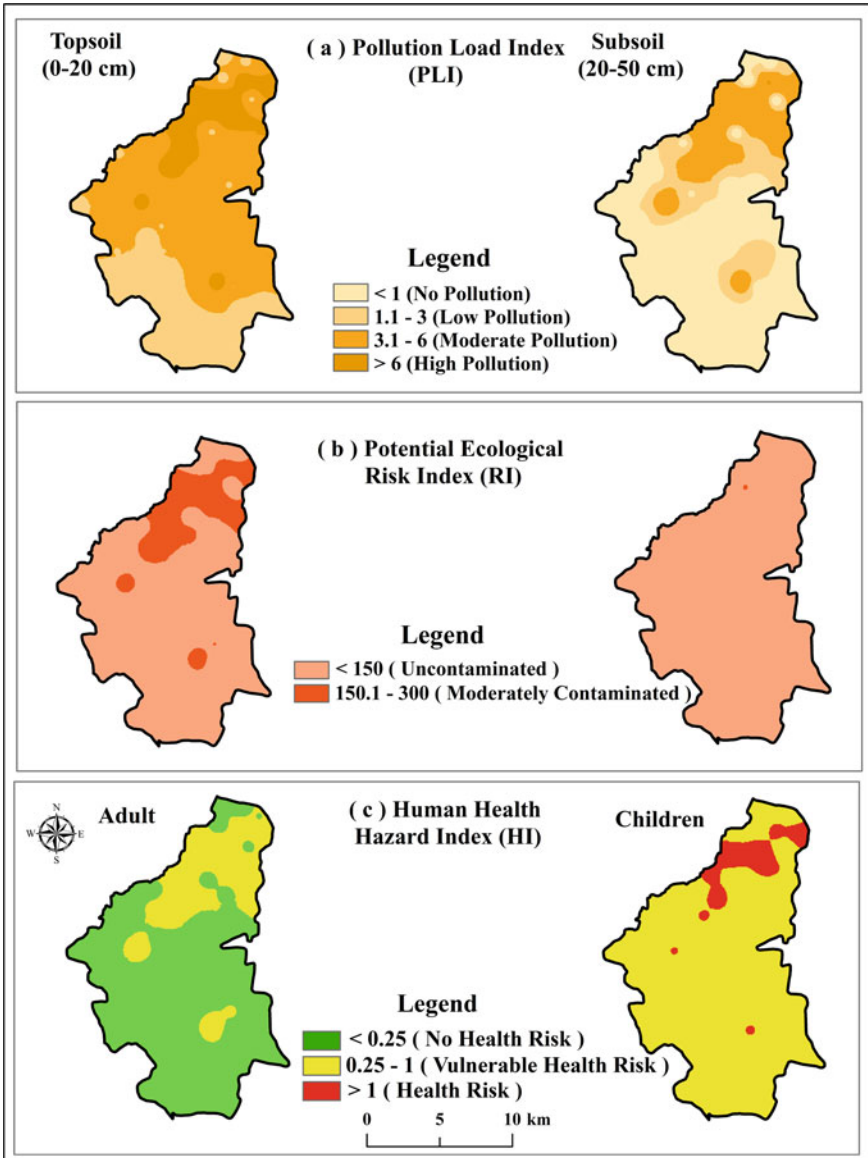 Topsoil
(0-20 cm)
( a ) Pollution Load Index
(PLI)
Subsoil
(20-50 cm)
Legend
< 1 (No Pollution)
1.1 - 3 (Low Pollution)
3.1 - 6 (Moderate Pollution)
> 6 (High Pollution)
( b ) Potential Ecological
Risk Index (RI)
Legend
< 150 ( Uncontaminated )
150.1 - 300 ( Moderately Contaminated )
N
W E
S
Adult
( c ) Human Health
Hazard Index (HI)
Children
Legend
< 0.25 ( No Health Risk )
0.25 - 1 ( Vulnerable Health Risk )
> 1 ( Health Risk )
0 5 10 km